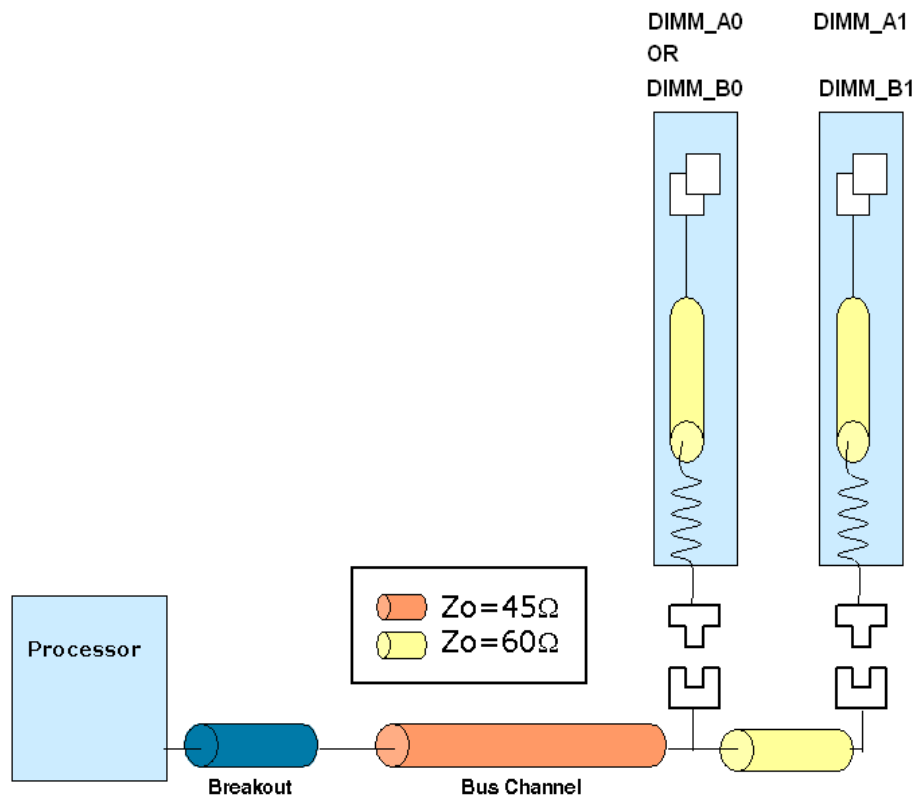 DIMM_A0 DIMM_A1
OR
DIMM_B0 DIMM_B1
Zo=45Ω
Zo=60Ω
Processor
Breakout
Bus Channel